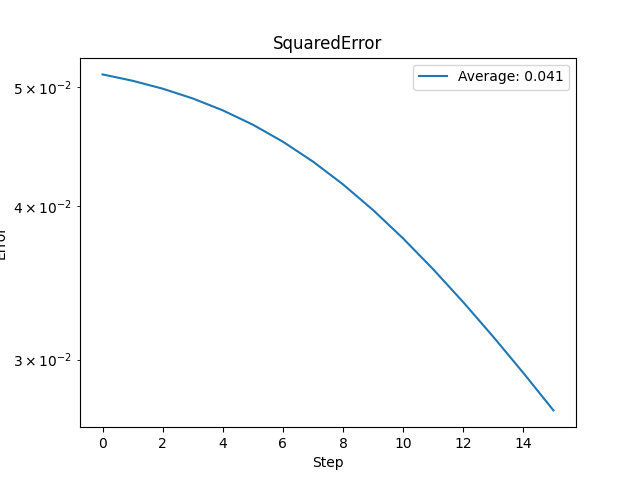 SquaredError
Average: 0.041
5 × 10⁻²
4 × 10⁻²
3 × 10⁻²
Error
0 2 4 6 8 10 12 14
Step